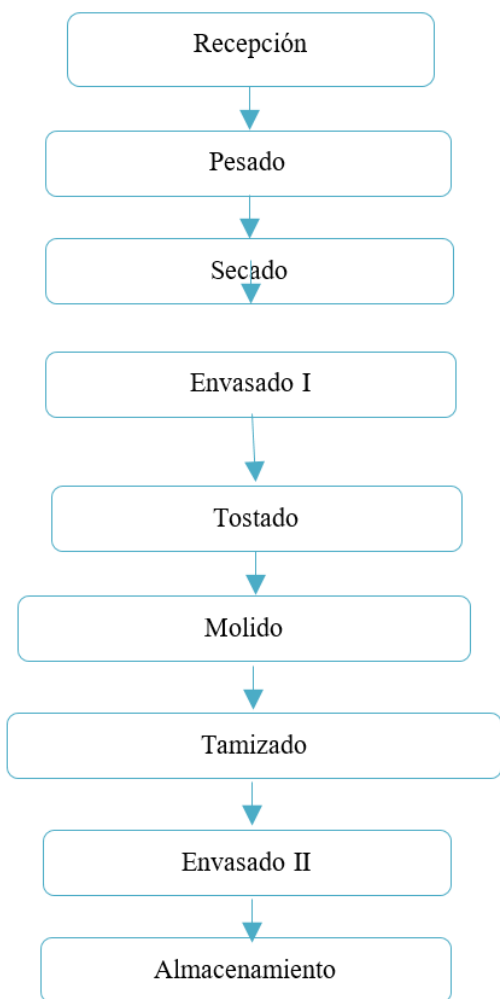 Recepción
Pesado
Secado
Envasado I
Tostado
Molido
Tamizado
Envasado II
Almacenamiento